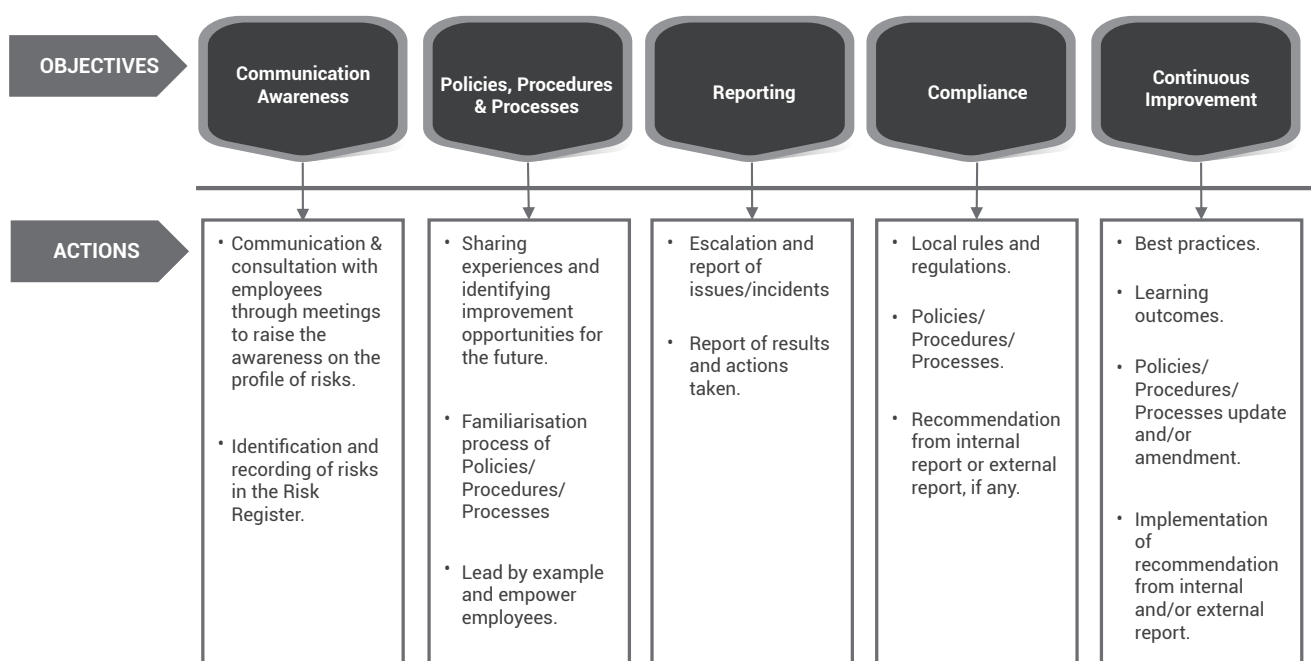 OBJECTIVES
Communication
Awareness
Policies, Procedures
& Processes
Reporting
Compliance
Continuous
Improvement
ACTIONS
• Communication &
consultation with
employees
through meetings
to raise the
awareness on the
profile of risks.
• Identification and
recording of risks
in the Risk
Register.
• Sharing
experiences and
identifying
improvement
opportunities for
the future.
• Familiarisation
process of
Policies/
Procedures/
Processes
• Lead by example
and empower
employees.
• Escalation and
report of
issues/incidents
• Report of results
and actions
taken.
• Local rules and
regulations.
• Policies/
Procedures/
Processes.
• Recommendation
from internal
report or external
report, if any.
• Best practices.
• Learning
outcomes.
• Policies/
Procedures/
Processes update
and/or
amendment.
• Implementation
of
recommendation
from internal
and/or external
report.